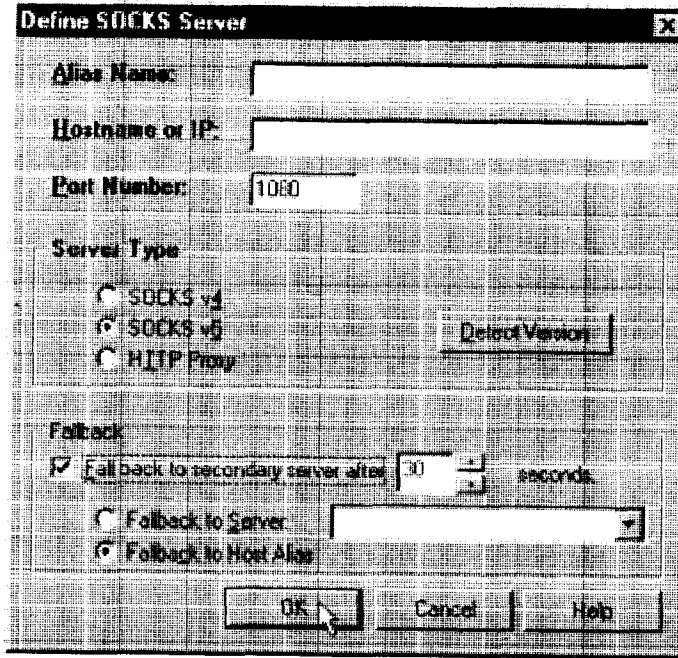 Define SOCKS Server
Alias Name:
Hostname or IP:
Port Number: 1080
Server Type
SOCKS v4
SOCKS v5
HTTP Proxy
Detect Version
Fallback
Fall back to secondary server after 30 seconds.
Fallback to Server
Fallback to Host Alias
OK Cancel Help